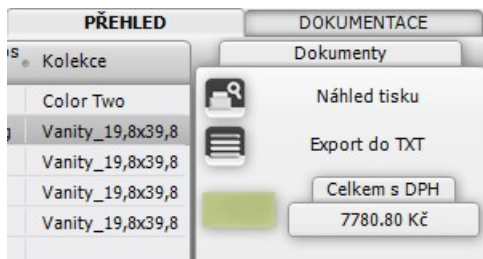 PŘEHLED
DOKUMENTACE
Kolekce
Dokumenty
Color Two
Náhled tisku
Vanity_19,8x39,8
Export do TXT
Vanity_19,8x39,8
Vanity_19,8x39,8
Celkem s DPH
Vanity_19,8x39,8
7780.80 Kč